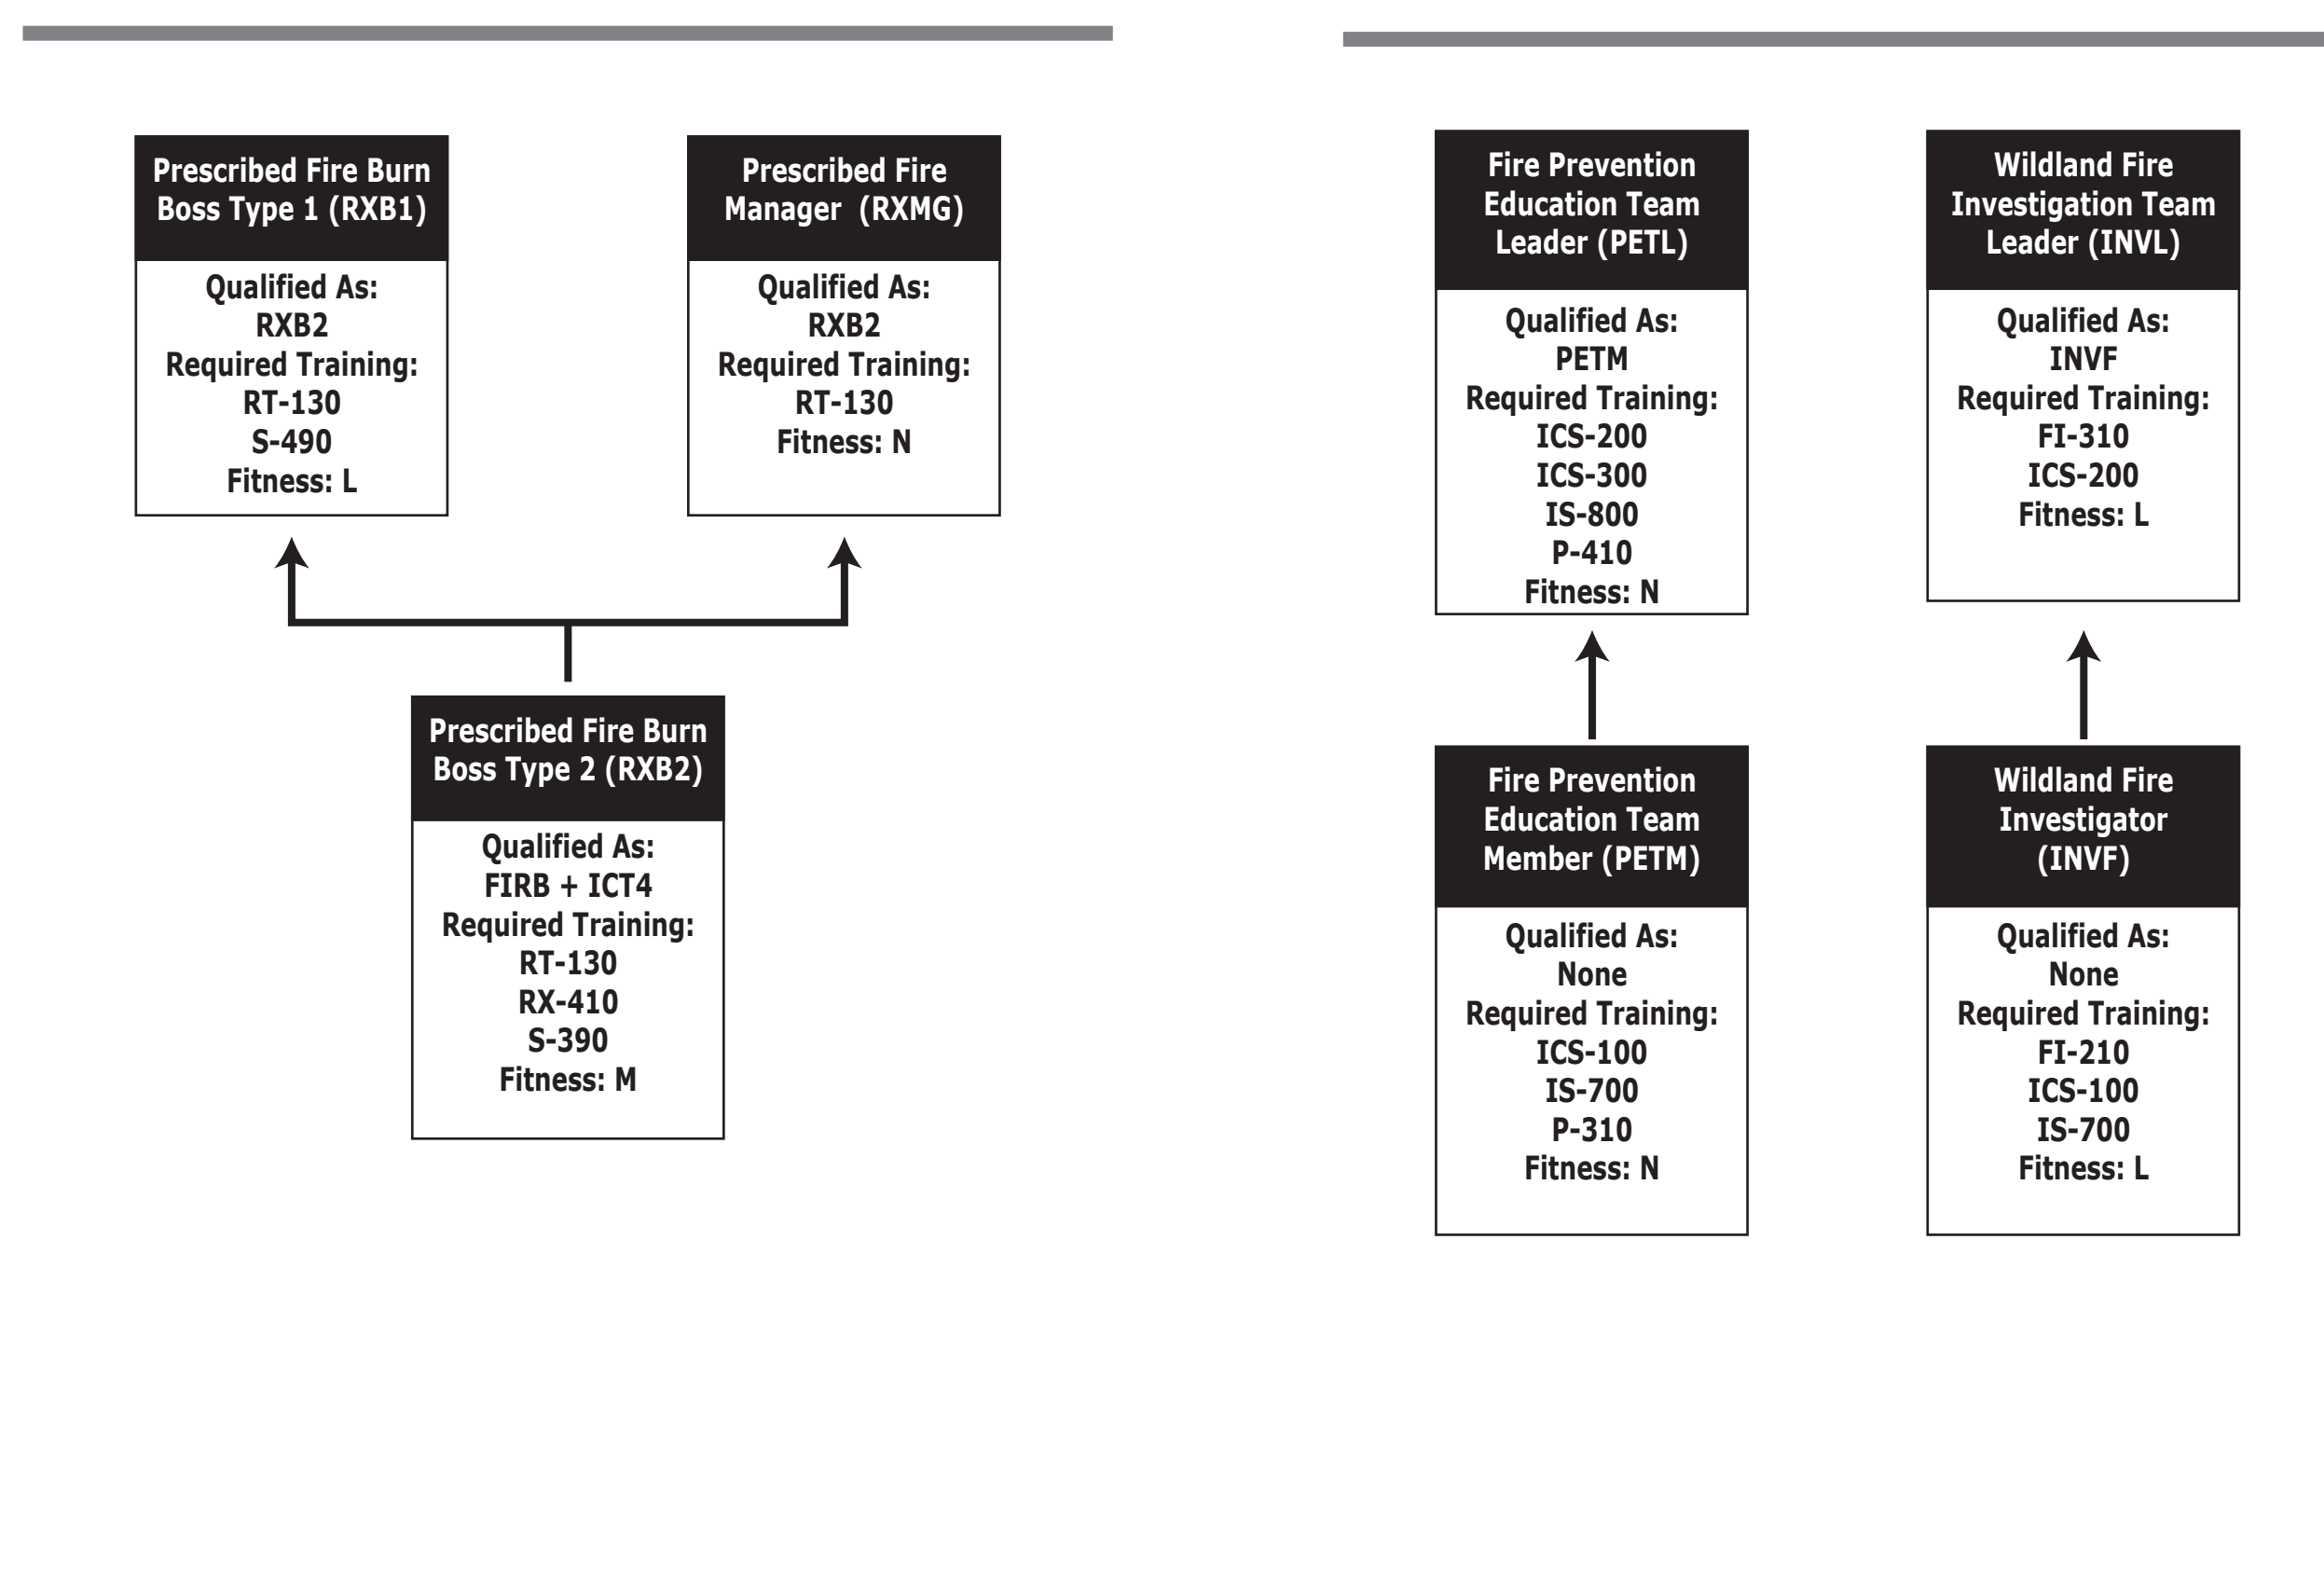 Prescribed Fire Burn
Boss Type 1 (RXB1)
Qualified As:
RXB2
Required Training:
RT-130
S-490
Fitness: L
Prescribed Fire
Manager  (RXMG)
Qualified As:
RXB2
Required Training:
RT-130
Fitness: N
Prescribed Fire Burn
Boss Type 2 (RXB2)
Qualified As:
FIRB + ICT4
Required Training:
RT-130
RX-410
S-390
Fitness: M
Fire Prevention
Education Team
Leader (PETL)
Qualified As:
PETM
Required Training:
ICS-200
ICS-300
IS-800
P-410
Fitness: N
Wildland Fire
Investigation Team
Leader (INVL)
Qualified As:
INVF
Required Training:
FI-310
ICS-200
Fitness: L
Fire Prevention
Education Team
Member (PETM)
Qualified As:
None
Required Training:
ICS-100
IS-700
P-310
Fitness: N
Wildland Fire
Investigator
(INVF)
Qualified As:
None
Required Training:
FI-210
ICS-100
IS-700
Fitness: L